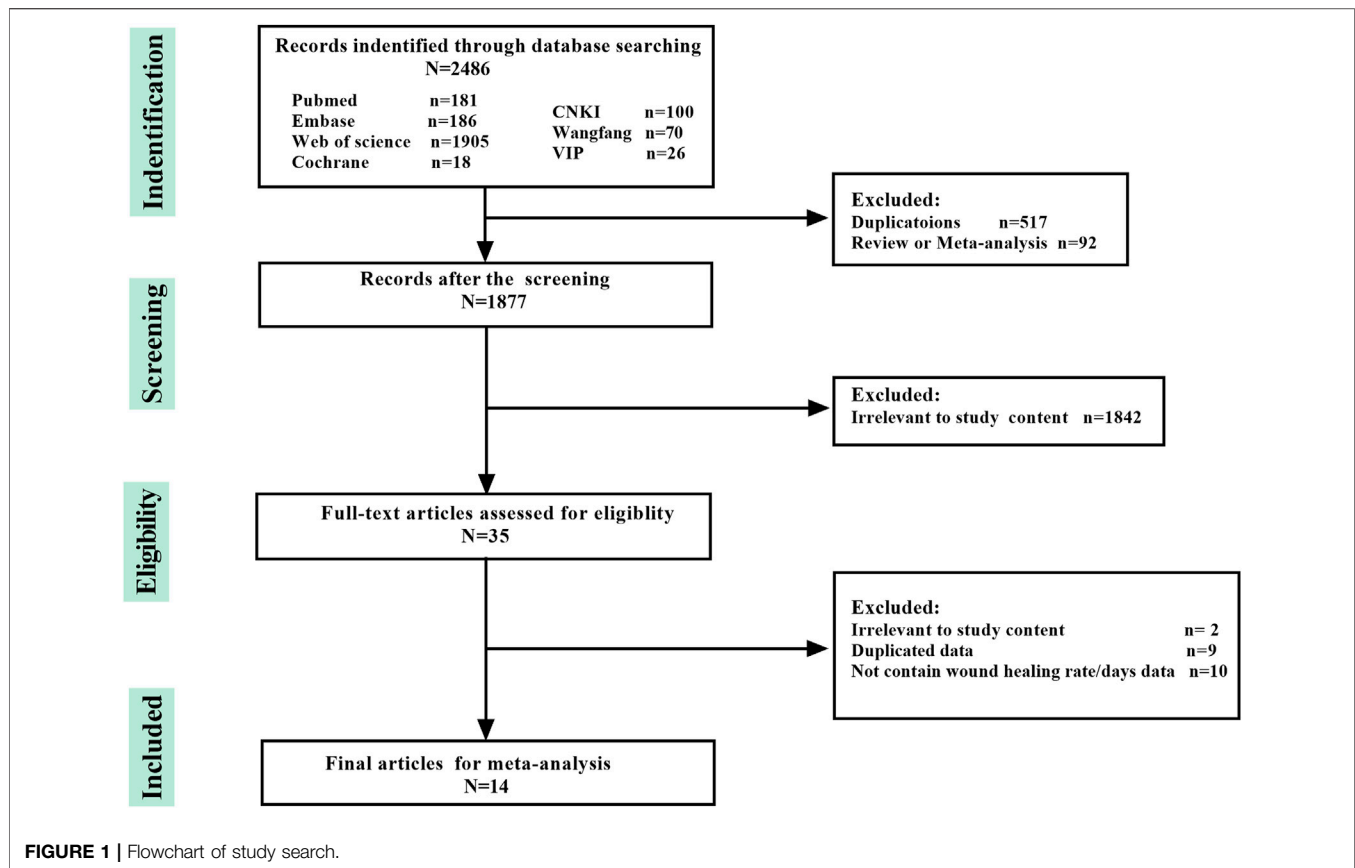 Indentification
Records indentified through database searching
N=2486
Pubmed n=181
Embase n=186
Web of science n=1905
Cochrane n=18
CNKI n=100
Wangfang n=70
VIP n=26
Excluded:
Duplicatoions n=517
Review or Meta-analysis n=92
Screening
Records after the screening
N=1877
Excluded:
Irrelevant to study content n=1842
Eligibility
Full-text articles assessed for eligiblity
N=35
Excluded:
Irrelevant to study content n= 2
Duplicated data n=9
Not contain wound healing rate/days data n=10
Included
Final articles for meta-analysis
N=14
FIGURE 1 | Flowchart of study search.